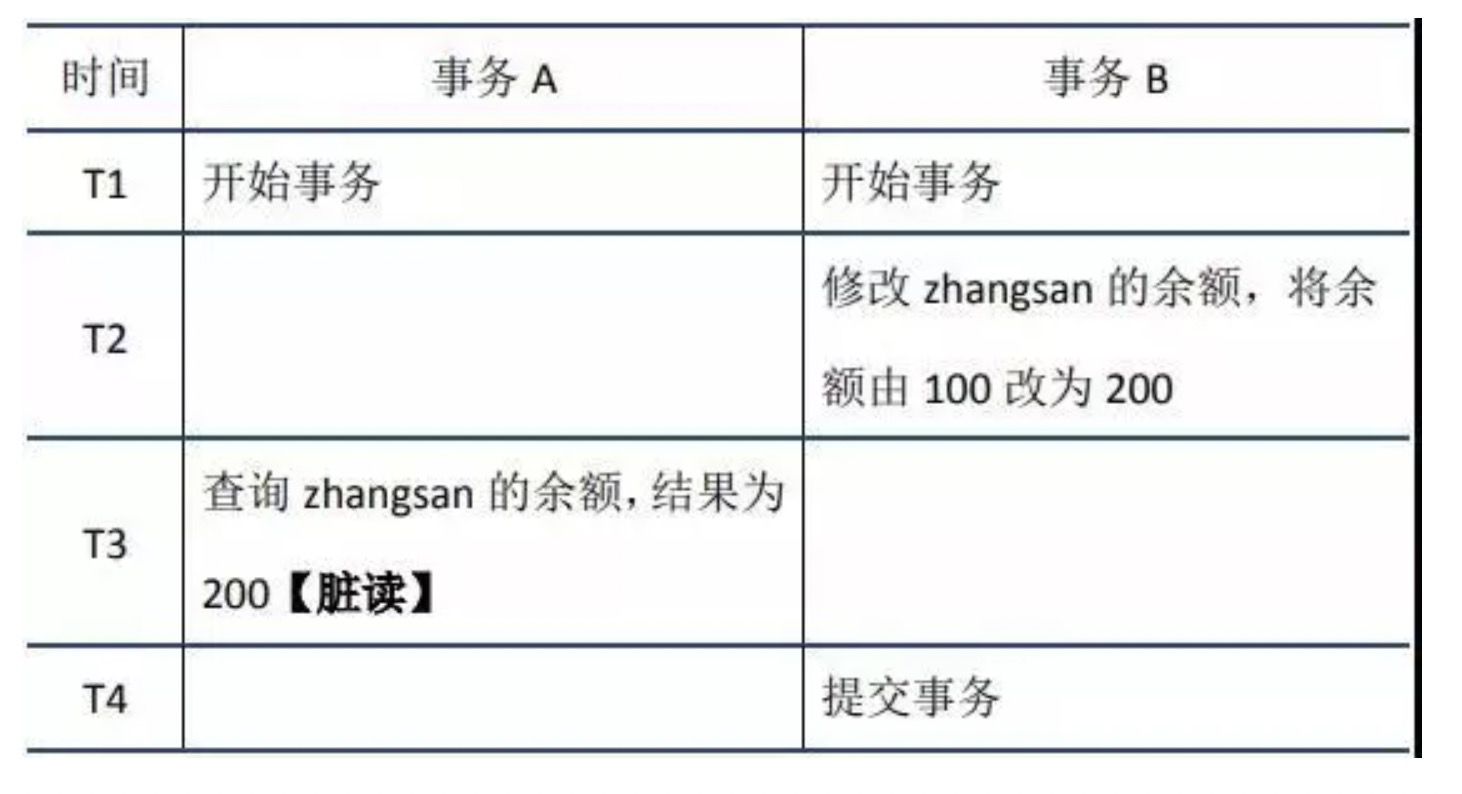 时间 事务 A 事务 B
T1 开始事务 开始事务
T2
修改 zhangsan 的余额，将余
额由 100 改为 200
T3
查询 zhangsan 的余额，结果为
200【脏读】
T4 提交事务